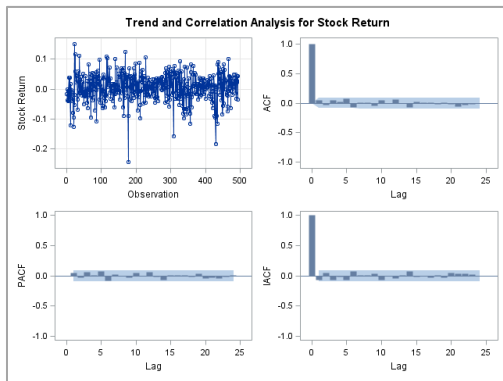 Trend and Correlation Analysis for Stock Return
Stock Return
0.1
0.0
-0.1
-0.2
0 100 200 300 400 500
Observation
ACF
1.0
0.5
0.0
-0.5
-1.0
0 5 10 15 20 25
Lag
PACF
1.0
0.5
0.0
-0.5
-1.0
0 5 10 15 20 25
Lag
IACF
1.0
0.5
0.0
-0.5
-1.0
0 5 10 15 20 25
Lag